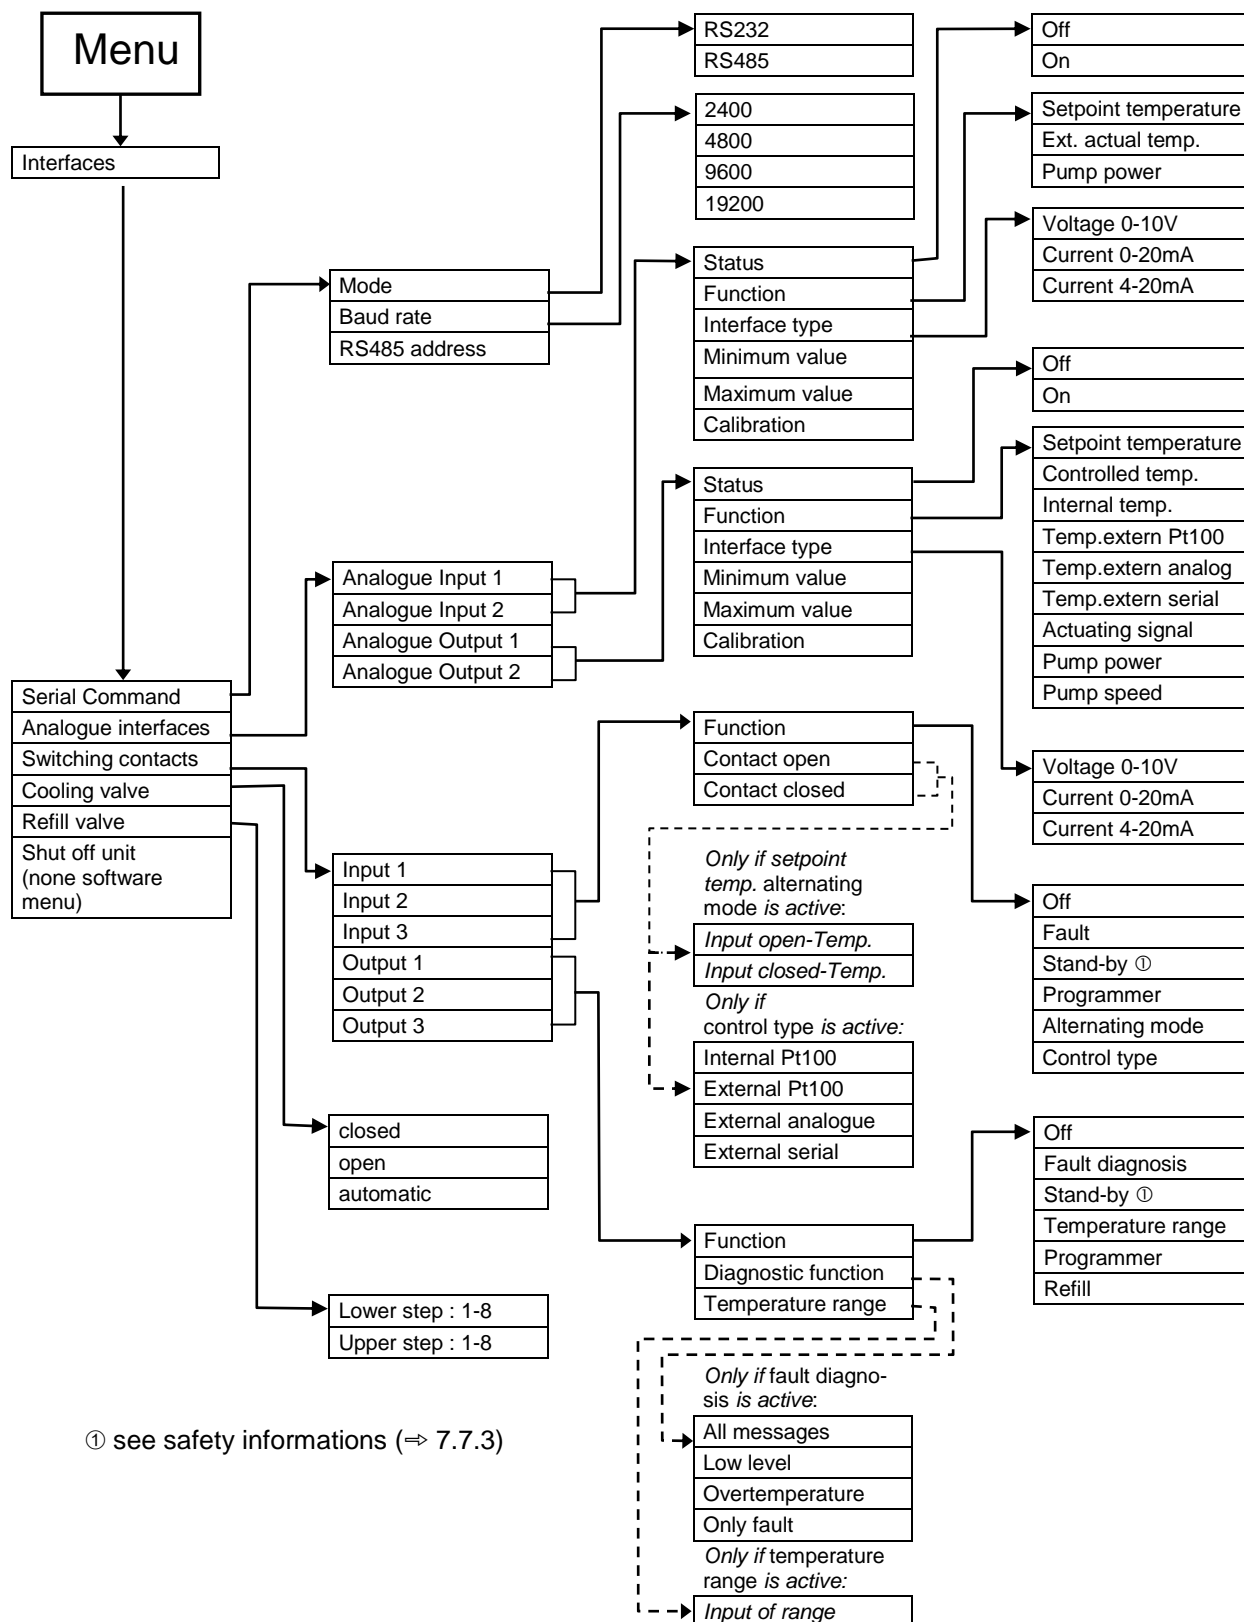 Menu
Interfaces
Serial Command
Analogue interfaces
Switching contacts
Cooling valve
Refill valve
Shut off unit
(none software
menu)
Mode
Baud rate
RS485 address
Analogue Input 1
Analogue Input 2
Analogue Output 1
Analogue Output 2
Input 1
Input 2
Input 3
Output 1
Output 2
Output 3
closed
open
automatic
Lower step : 1-8
Upper step : 1-8
RS232
RS485
2400
4800
9600
19200
Status
Function
Interface type
Minimum value
Maximum value
Calibration
Status
Function
Interface type
Minimum value
Maximum value
Calibration
Function
Contact open
Contact closed
Only if setpoint
temp. alternating
mode is active:
Input open-Temp.
Input closed-Temp.
Only if
control type is active:
Internal Pt100
External Pt100
External analogue
External serial
Function
Diagnostic function
Temperature range
Only if fault diagno-
sis is active:
All messages
Low level
Overtemperature
Only fault
Only if temperature
range is active:
Input of range
Off
On
Setpoint temperature
Ext. actual temp.
Pump power
Voltage 0-10V
Current 0-20mA
Current 4-20mA
Off
On
Setpoint temperature
Controlled temp.
Internal temp.
Temp.extern Pt100
Temp.extern analog
Temp.extern serial
Actuating signal
Pump power
Pump speed
Voltage 0-10V
Current 0-20mA
Current 4-20mA
Off
Fault
Stand-by ①
Programmer
Alternating mode
Control type
Off
Fault diagnosis
Stand-by ①
Temperature range
Programmer
Refill
① see safety informations (⇨ 7.7.3)